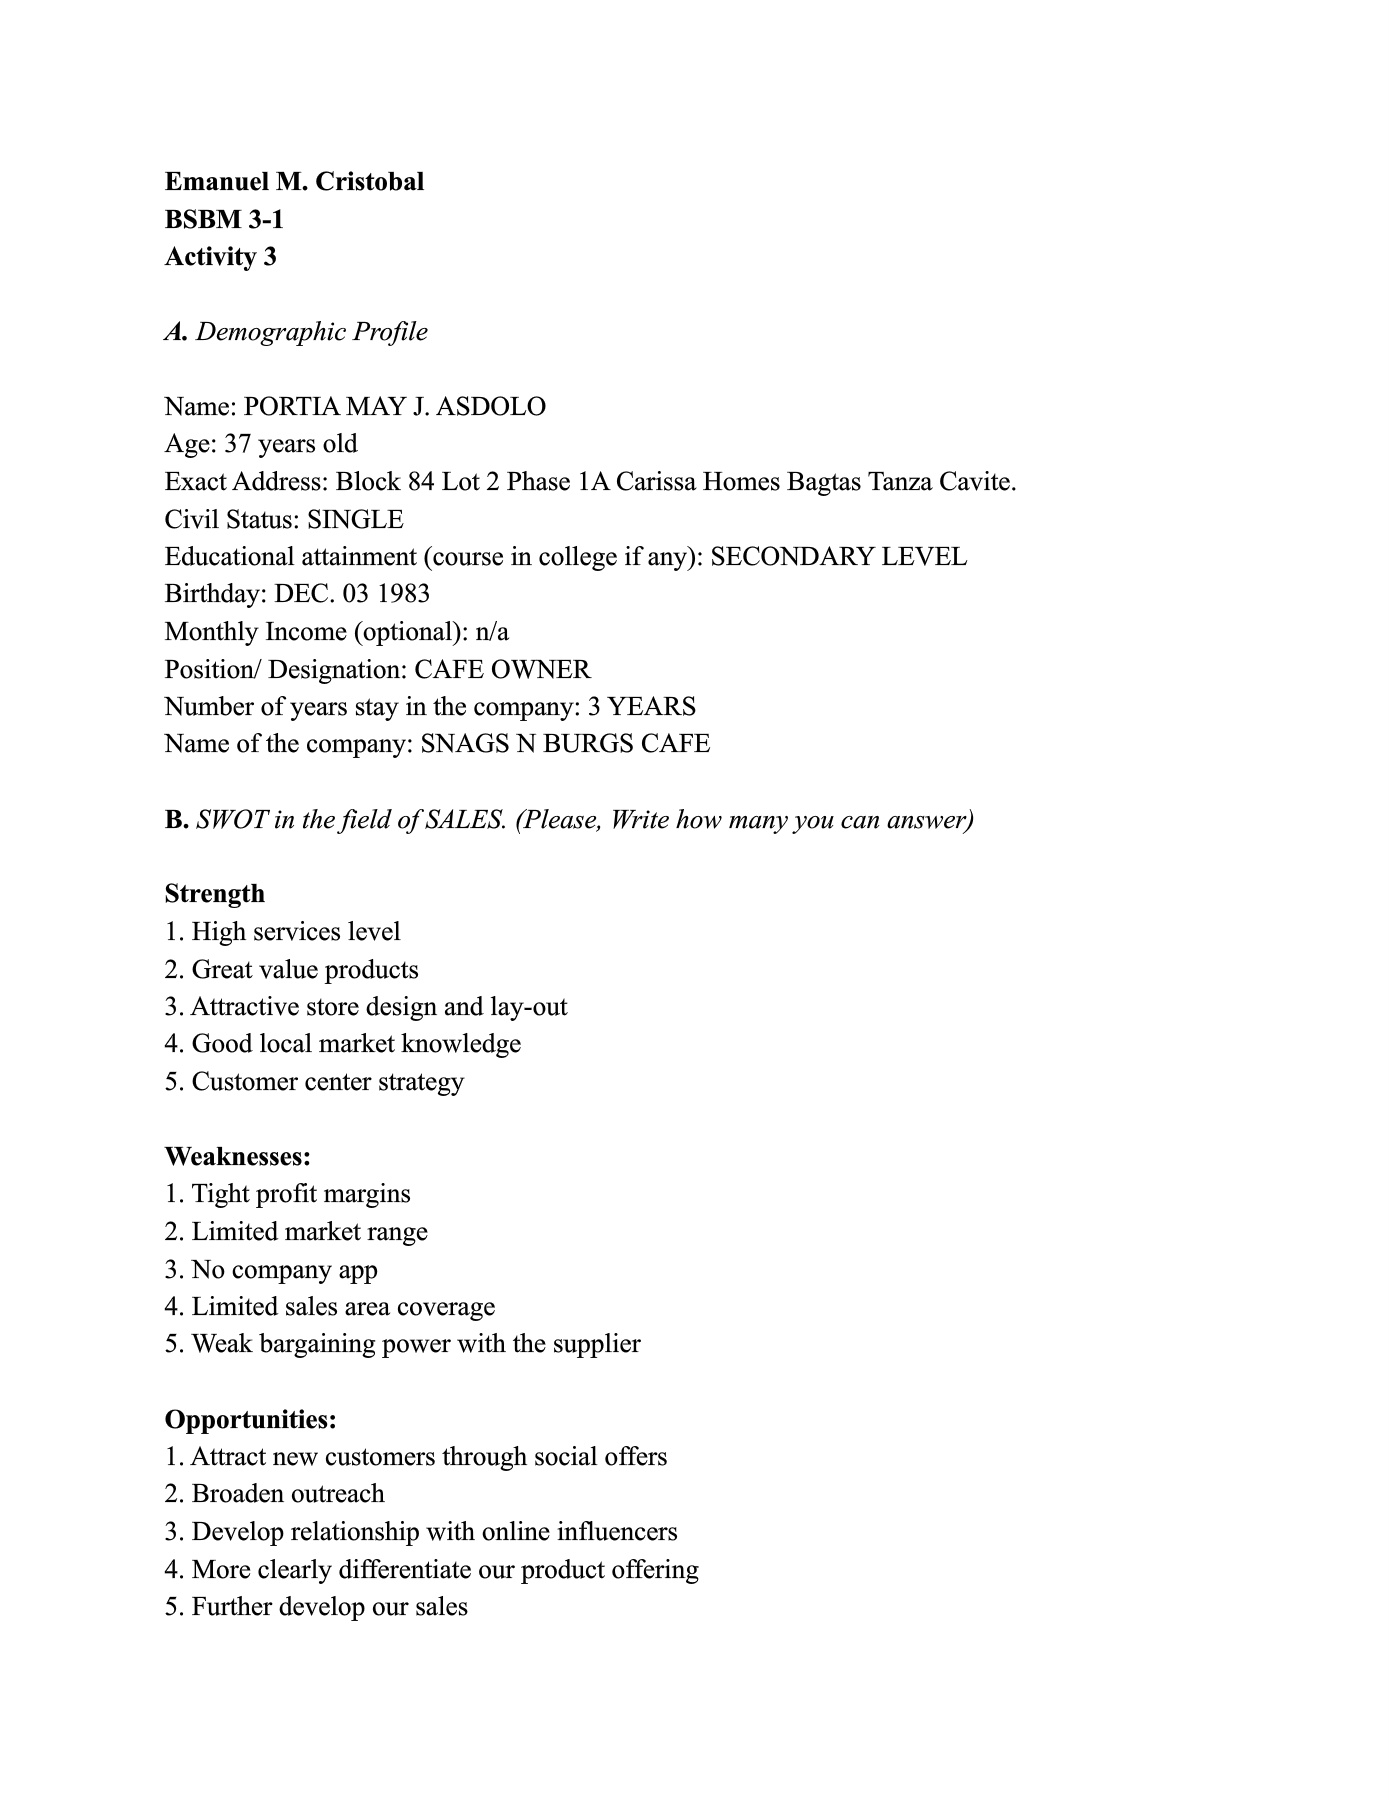 Emanuel M. Cristobal
BSBM 3-1
Activity 3
A. Demographic Profile
Name: PORTIA MAY J. ASDOLO
Age: 37 years old
Exact Address: Block 84 Lot 2 Phase 1A Carissa Homes Bagtas Tanza Cavite.
Civil Status: SINGLE
Educational attainment (course in college if any): SECONDARY LEVEL
Birthday: DEC. 03 1983
Monthly Income (optional): n/a
Position/ Designation: CAFE OWNER
Number of years stay in the company: 3 YEARS
Name of the company: SNAGS N BURGS CAFE
B. SWOT in the field of SALES. (Please, Write how many you can answer)
Strength
1. High services level
2. Great value products
3. Attractive store design and lay-out
4. Good local market knowledge
5. Customer center strategy
Weaknesses:
1. Tight profit margins
2. Limited market range
3. No company app
4. Limited sales area coverage
5. Weak bargaining power with the supplier
Opportunities:
1. Attract new customers through social offers
2. Broaden outreach
3. Develop relationship with online influencers
4. More clearly differentiate our product offering
5. Further develop our sales